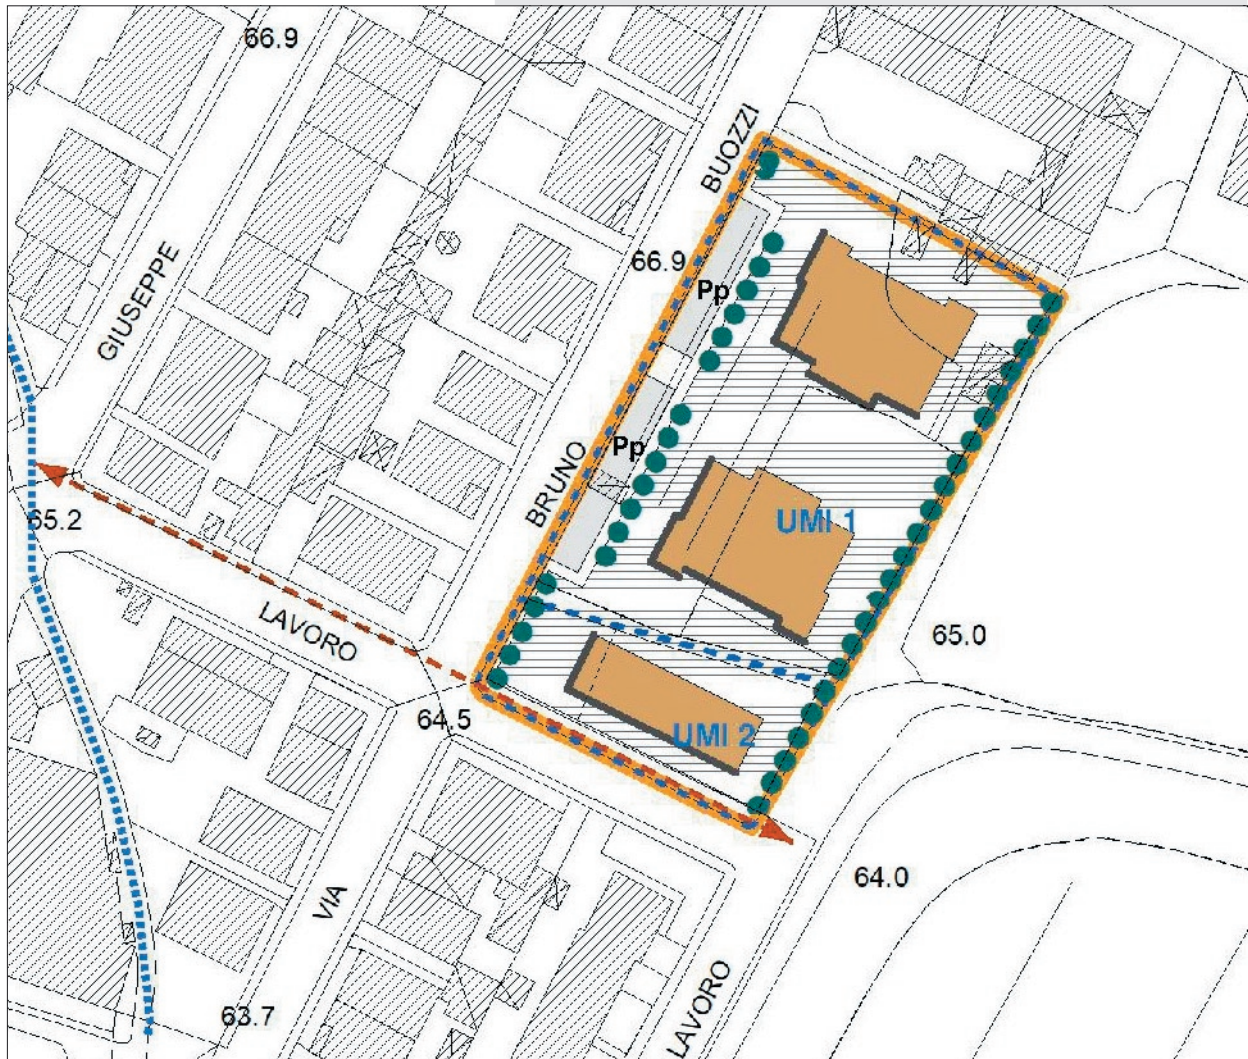 66.9
BUOZZI
GIUSEPPE
66.9
Pp
Pp
BRUNO
65.2
UMI 1
LAVORO
65.0
64.5
UMI 2
64.0
VIA
LAVORO
63.7